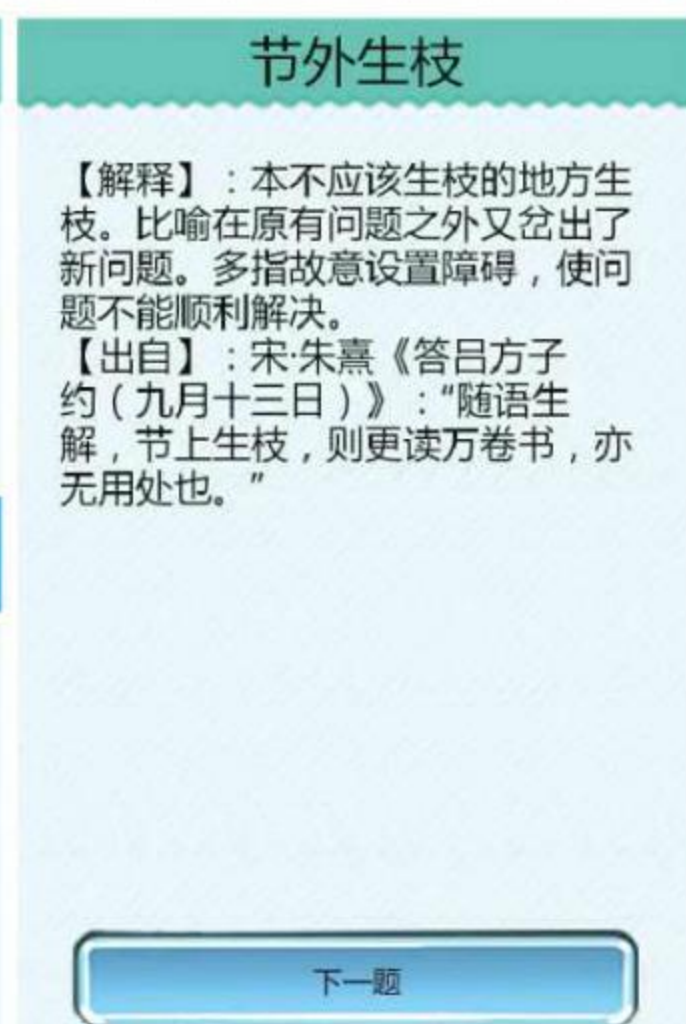 节外生枝
【解释】：本不应该生枝的地方生
枝。比喻在原有问题之外又岔出了
新问题。多指故意设置障碍，使问
题不能顺利解决。
【出自】：宋·朱熹《答吕方子
约（九月十三日）》：“随语生
解，节上生枝，则更读万卷书，亦
无用处也。”
下一题